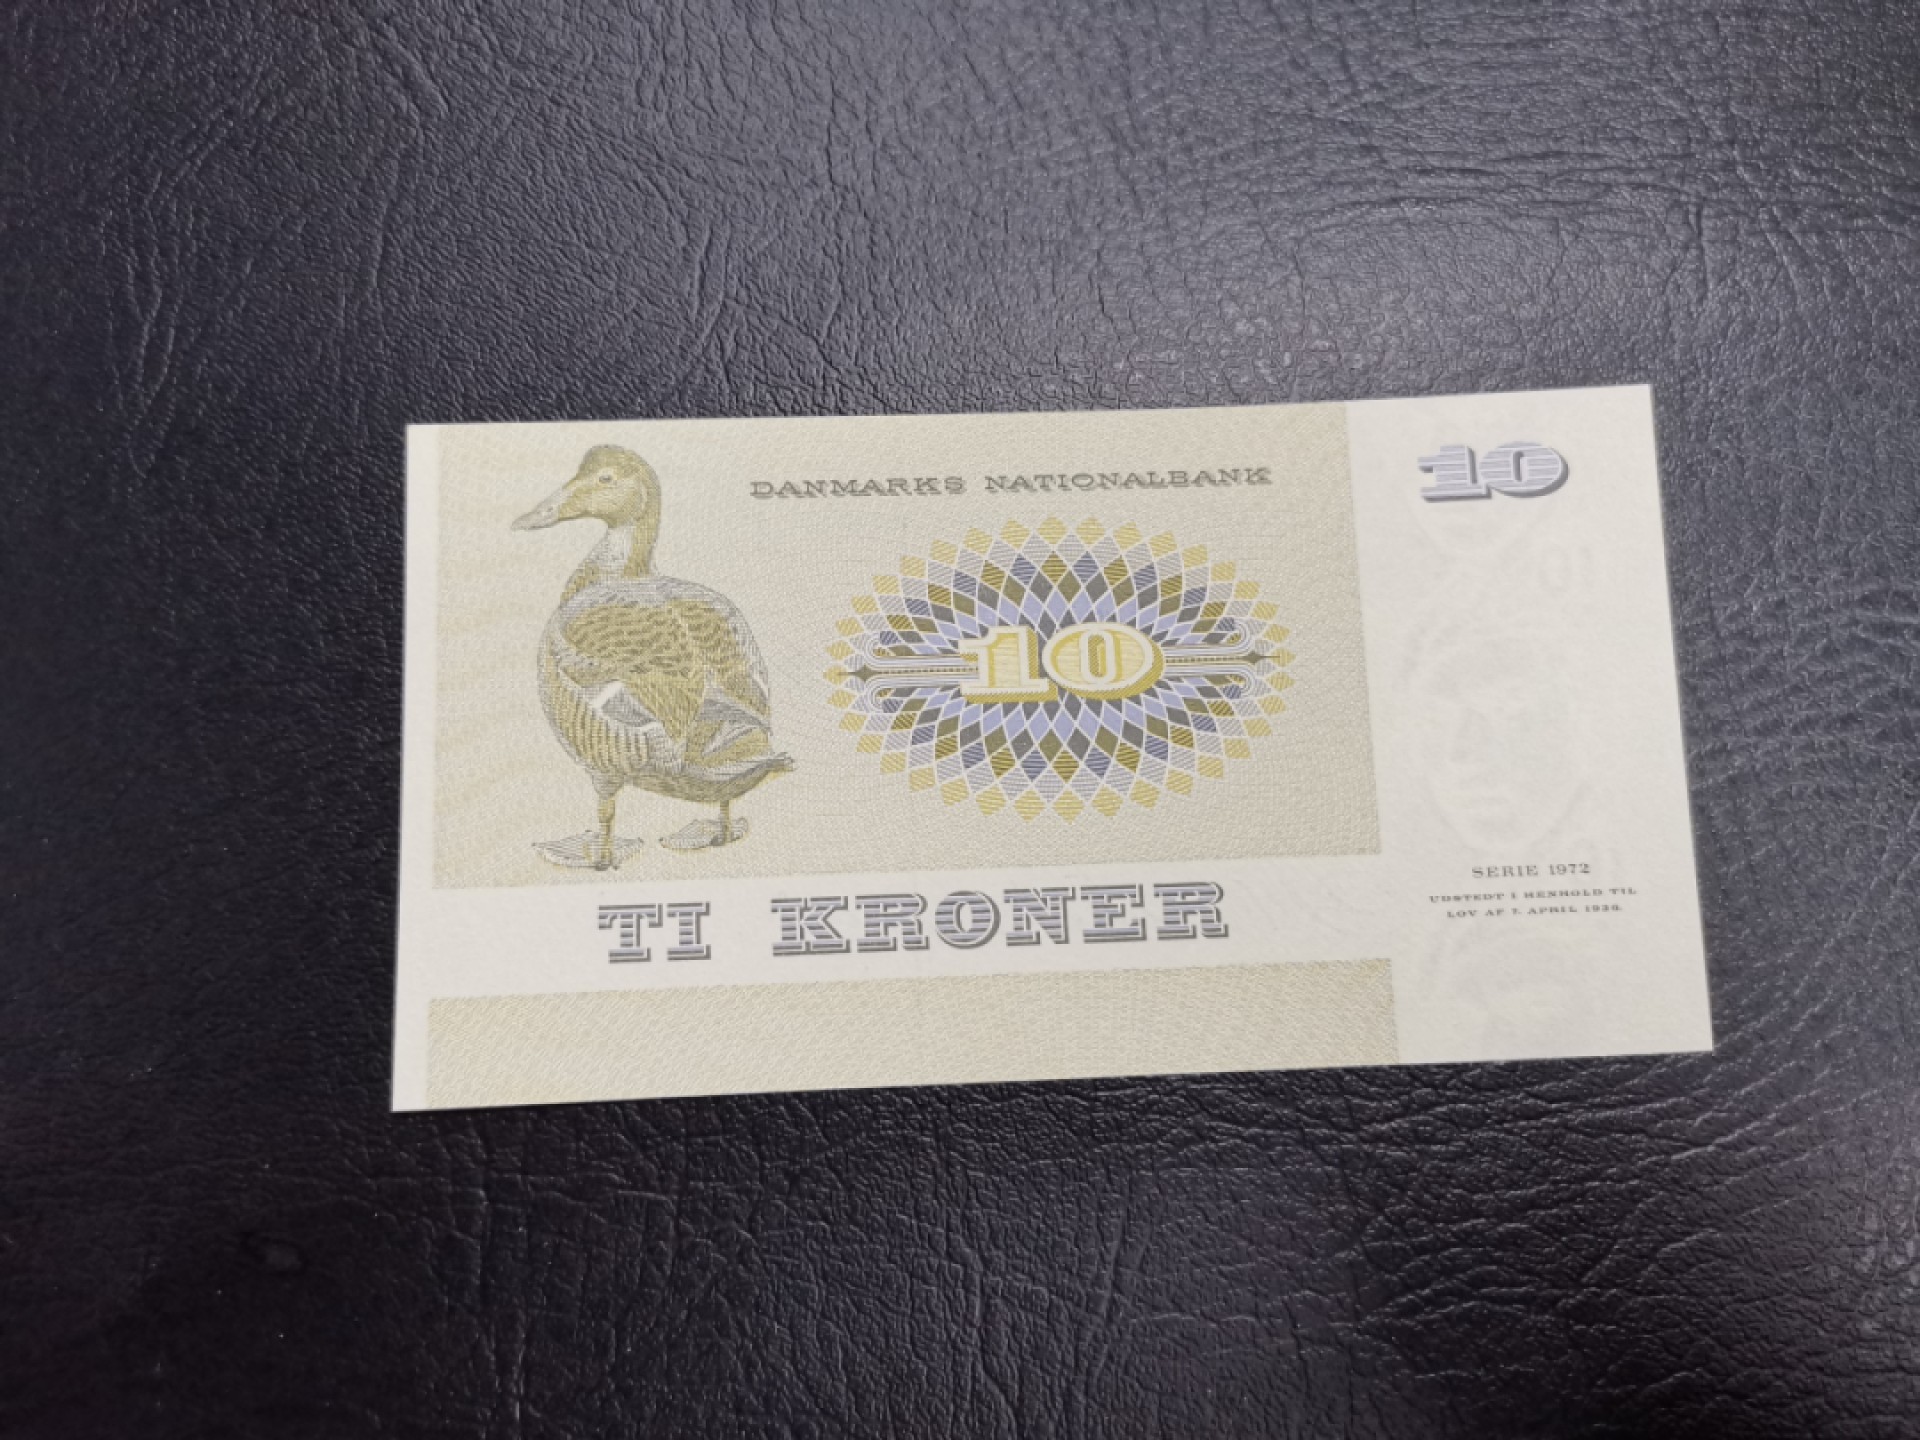 DANMARKS NATIONALBANK
10
10
TI KRONER
SERIE 1972
UDSTEDT I HENHOLD TIL
LOV AF 7. APRIL 1936.